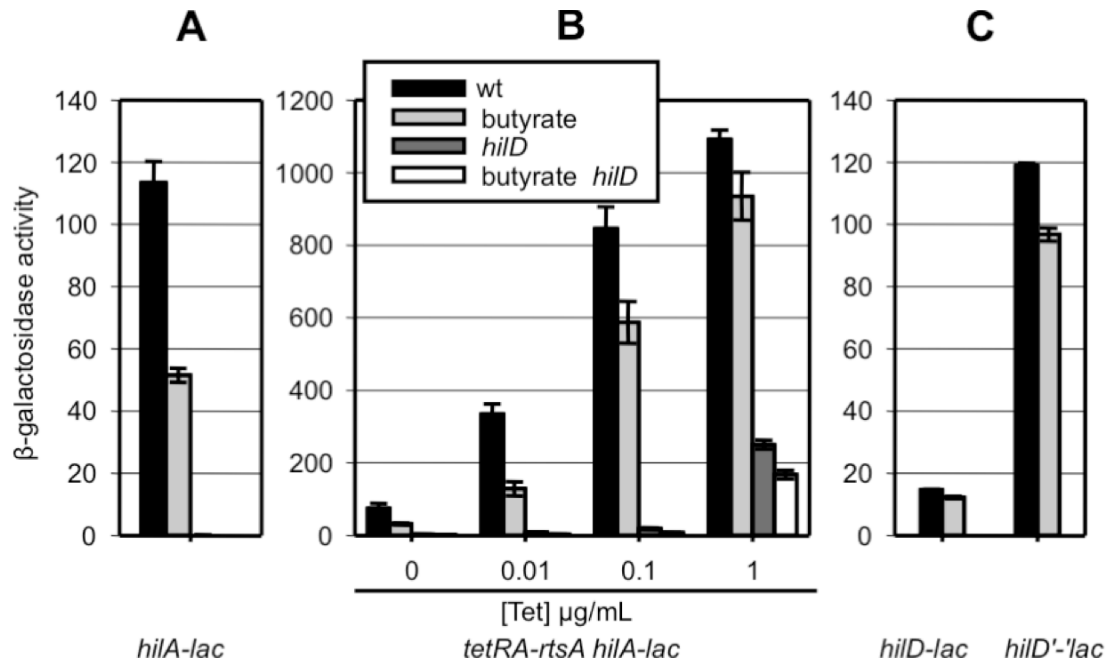 A
B
C
wt
butyrate
hilD
butyrate hilD
β-galactosidase activity
140
120
100
80
60
40
20
0
1200
1000
800
600
400
200
0
140
120
100
80
60
40
20
0
0 0.01 0.1 1
[Tet] µg/mL
hilA-lac
tetRA-rtsA hilA-lac
hilD-lac
hilD'-'lac